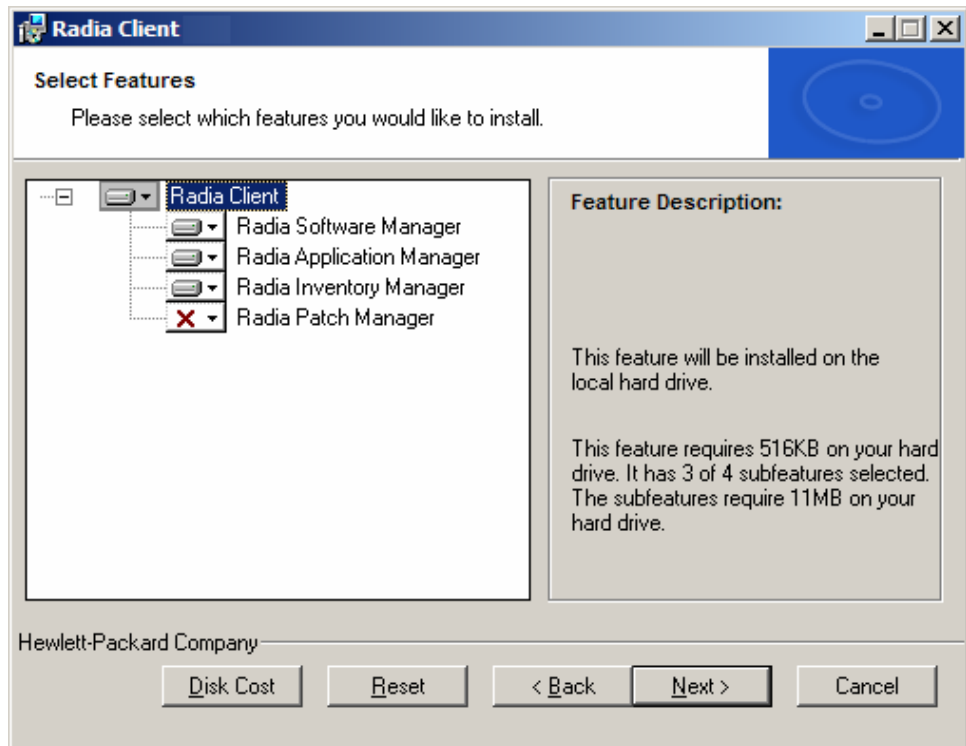 Radia Client
Select Features
Please select which features you would like to install.
Radia Client
Radia Software Manager
Radia Application Manager
Radia Inventory Manager
Radia Patch Manager
Feature Description:
This feature will be installed on the
local hard drive.
This feature requires 516KB on your hard
drive. It has 3 of 4 subfeatures selected.
The subfeatures require 11MB on your
hard drive.
Hewlett-Packard Company
Disk Cost
Reset
< Back
Next >
Cancel